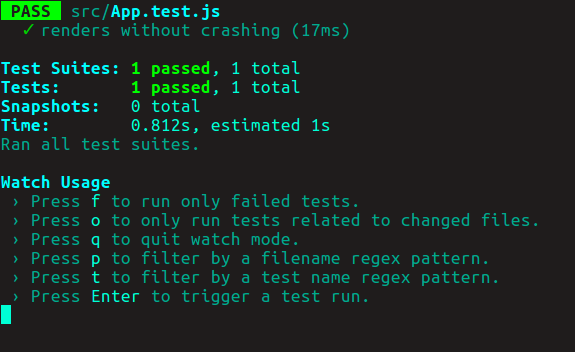 PASS src/App.test.js
✓ renders without crashing (17ms)
Test Suites: 1 passed, 1 total
Tests: 1 passed, 1 total
Snapshots: 0 total
Time: 0.812s, estimated 1s
Ran all test suites.
Watch Usage
› Press f to run only failed tests.
› Press o to only run tests related to changed files.
› Press q to quit watch mode.
› Press p to filter by a filename regex pattern.
› Press t to filter by a test name regex pattern.
› Press Enter to trigger a test run.